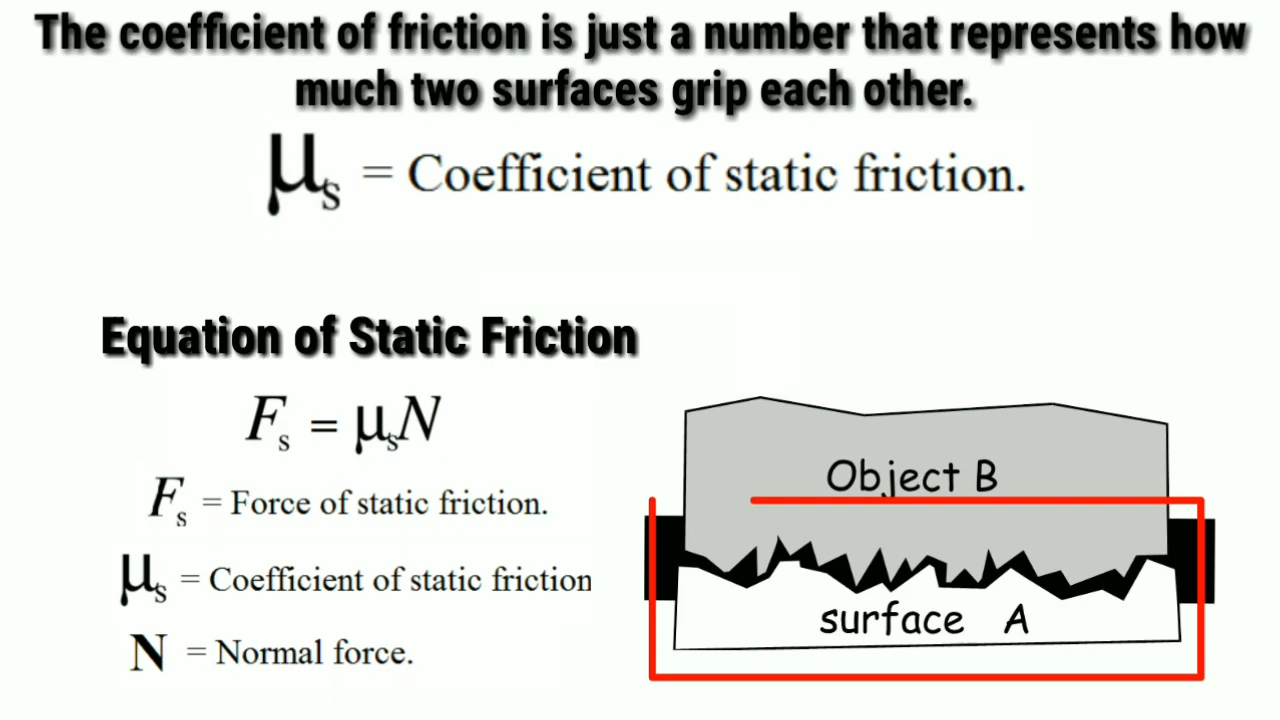 The coefficient of friction is just a number that represents how
much two surfaces grip each other.
μs = Coefficient of static friction.
Equation of Static Friction
Fs = μsN
Fs = Force of static friction.
μs = Coefficient of static friction
N = Normal force.
Object B
surface A